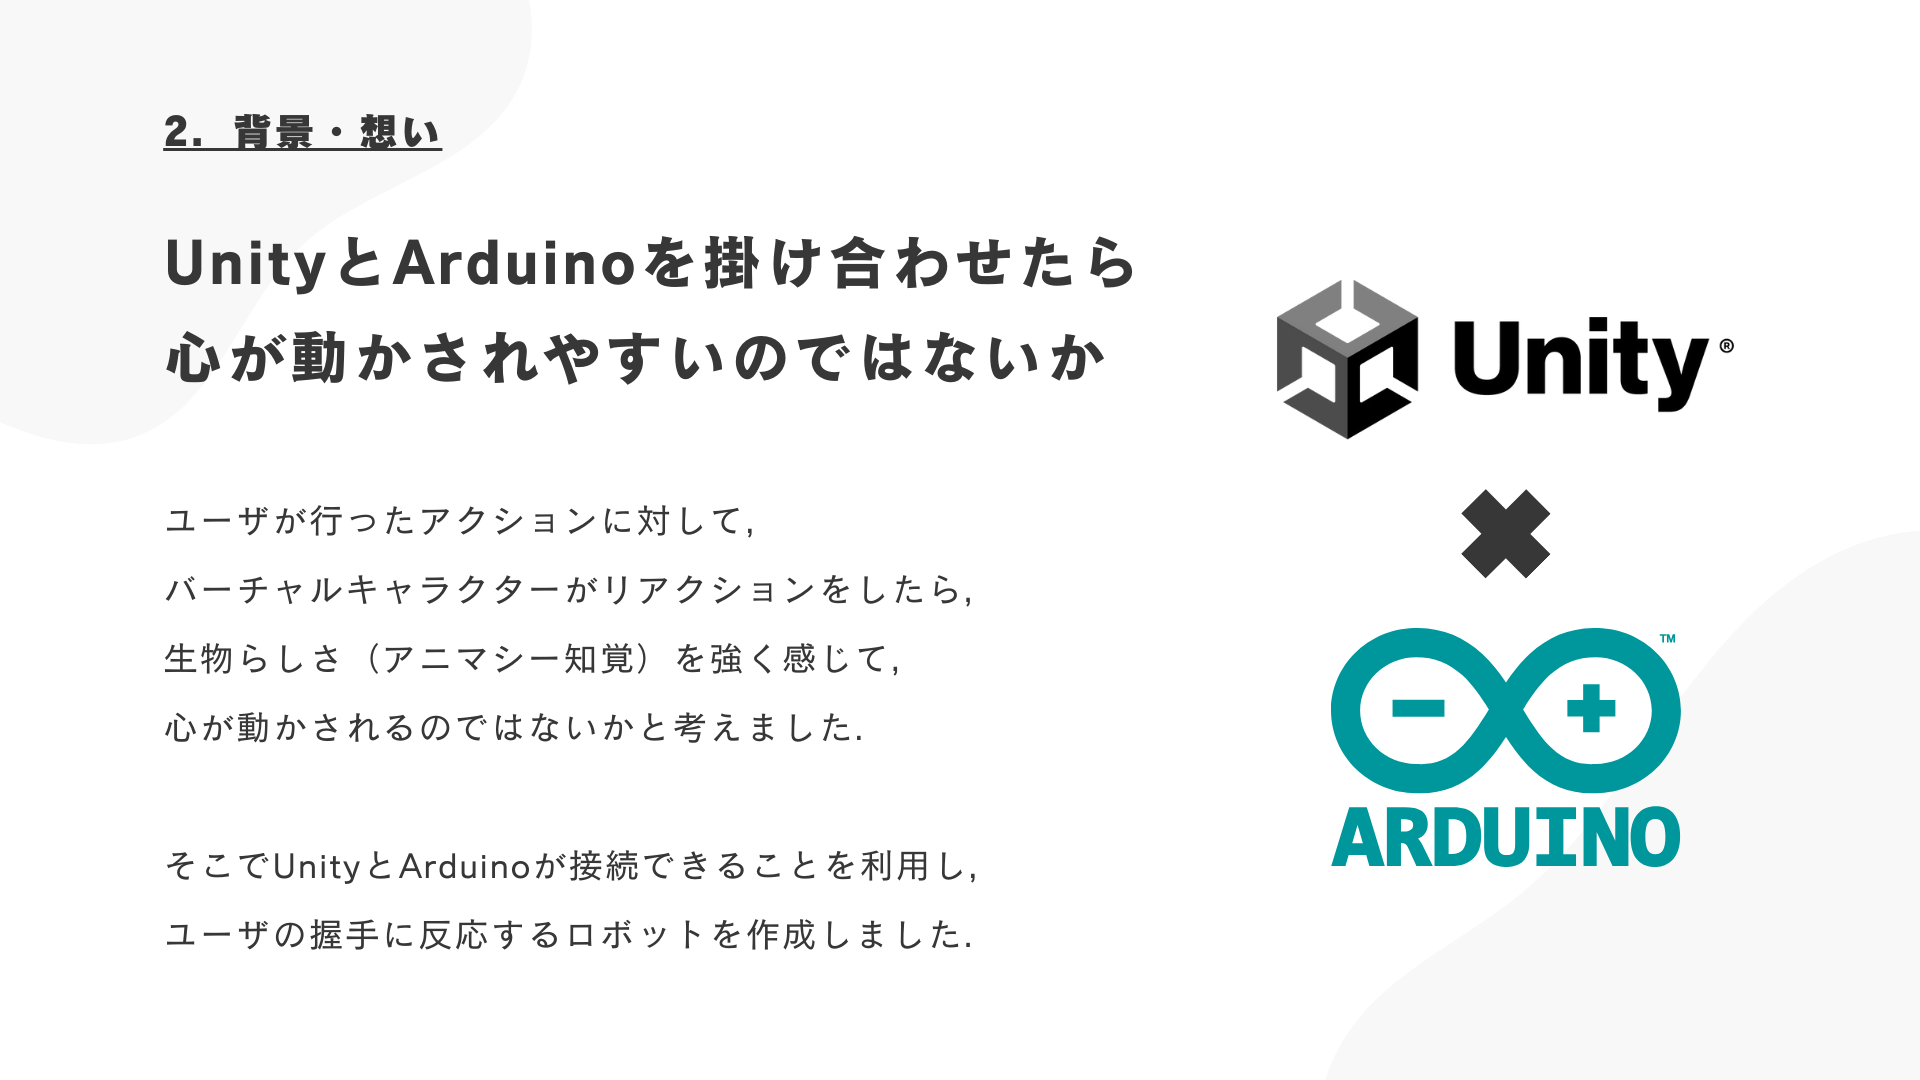 2. 背景・想い
UnityとArduinoを掛け合わせたら
心が動かされやすいのではないか
ユーザが行ったアクションに対して,
バーチャルキャラクターがリアクションをしたら,
生物らしさ（アニマシー知覚）を強く感じて,
心が動かされるのではないかと考えました.
そこでUnityとArduinoが接続できることを利用し,
ユーザの握手に反応するロボットを作成しました.
Unity®
™
ARDUINO